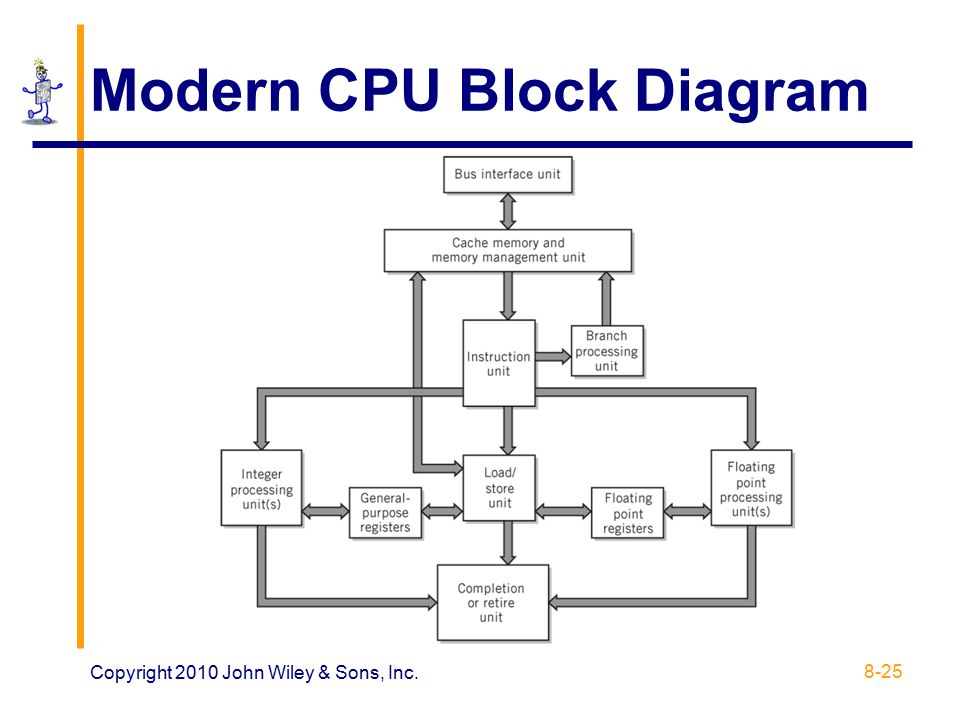 Modern CPU Block Diagram
Bus interface unit
Cache memory and
memory management unit
Instruction
unit
Branch
processing
unit
Integer
processing
unit(s)
General-
purpose
registers
Load/
store
unit
Floating
point
registers
Floating
point
processing
unit(s)
Completion
or retire
unit
Copyright 2010 John Wiley & Sons, Inc.
8-25